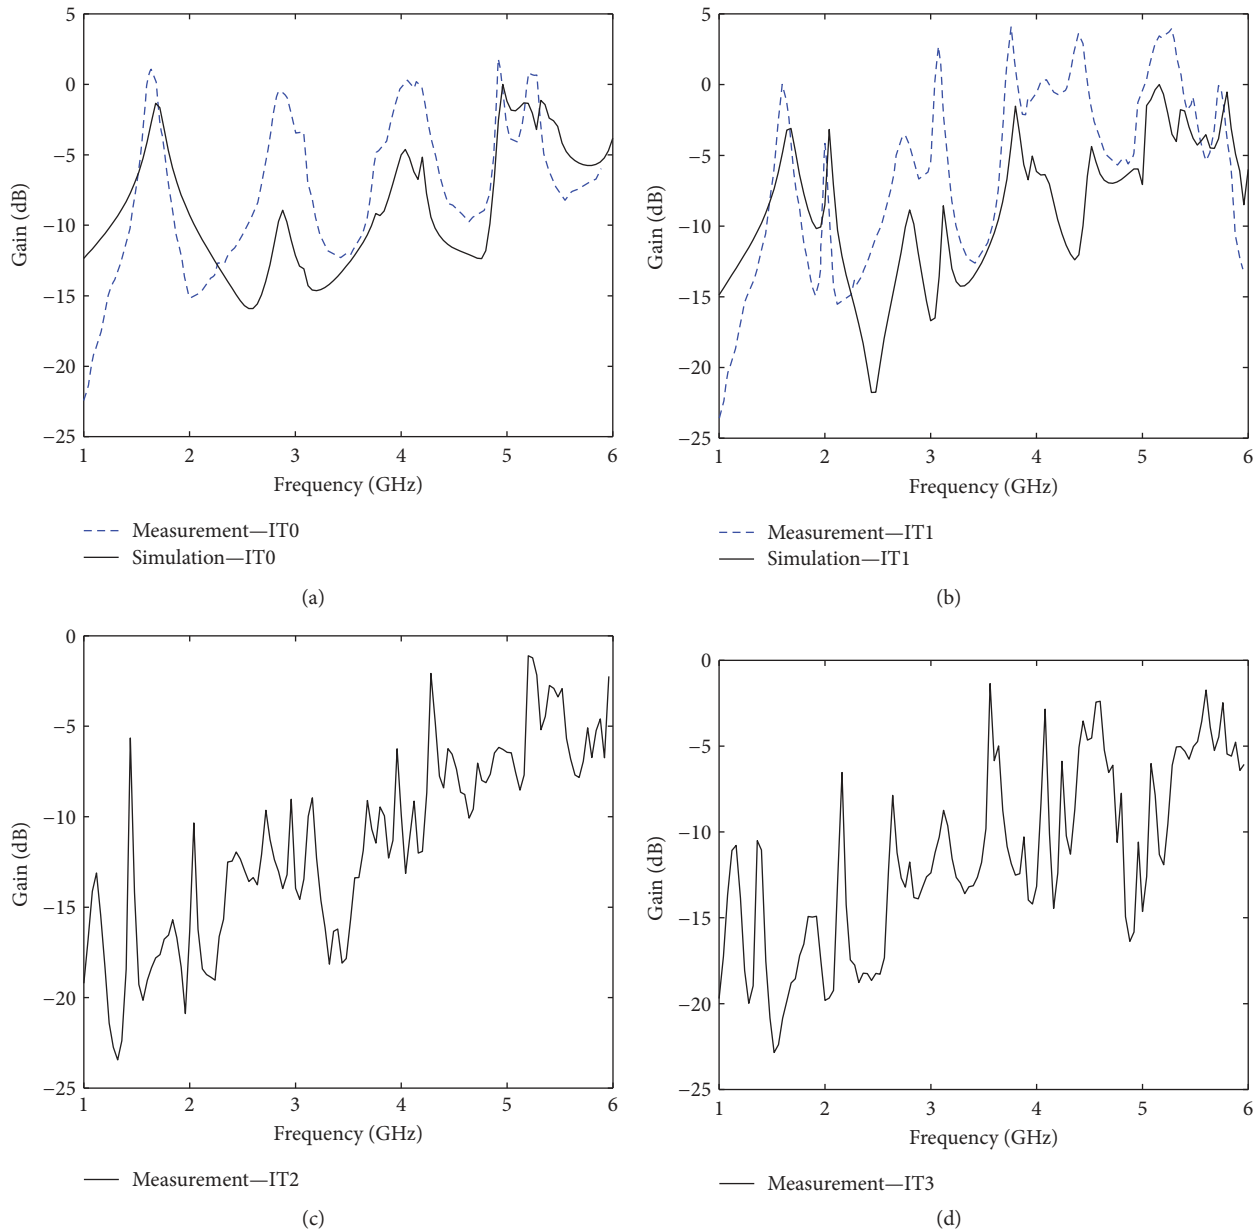 5
0
−5
−10
−15
−20
−25
Gain (dB)
1 2 3 4 5 6
Frequency (GHz)
Measurement—IT0
Simulation—IT0
(a)
5
0
−5
−10
−15
−20
−25
Gain (dB)
1 2 3 4 5 6
Frequency (GHz)
Measurement—IT1
Simulation—IT1
(b)
0
−5
−10
−15
−20
−25
Gain (dB)
1 2 3 4 5 6
Frequency (GHz)
Measurement—IT2
(c)
0
−5
−10
−15
−20
−25
Gain (dB)
1 2 3 4 5 6
Frequency (GHz)
Measurement—IT3
(d)